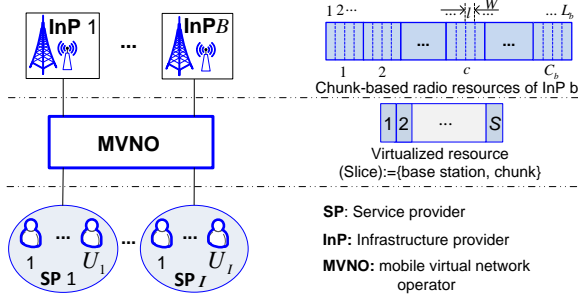 InP 1 ... InP B
1 2... ... l ... W ... L_b
... ...
1 2 c C_b
Chunk-based radio resources of InP b
MVNO
1 2 ... S
Virtualized resource
(Slice):={base station, chunk}
... ... ...
1 U_1 1 U_I
SP 1 SP I
SP: Service provider
InP: Infrastructure provider
MVNO: mobile virtual network
operator